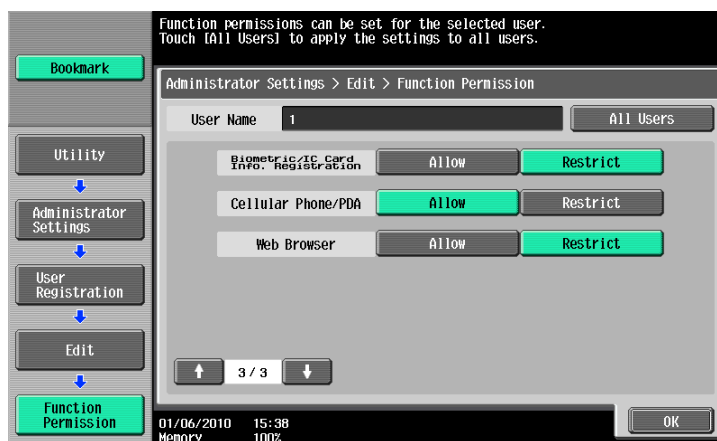 Function permissions can be set for the selected user.
Touch [All Users] to apply the settings to all users.
Bookmark
Administrator Settings > Edit > Function Permission
User Name
1
All Users
Utility
Administrator
Settings
User
Registration
Edit
Function
Permission
Biometric/IC Card
Info. Registration
Allow
Restrict
Cellular Phone/PDA
Allow
Restrict
Web Browser
Allow
Restrict
3/3
01/06/2010 15:38
Memory 100%
OK